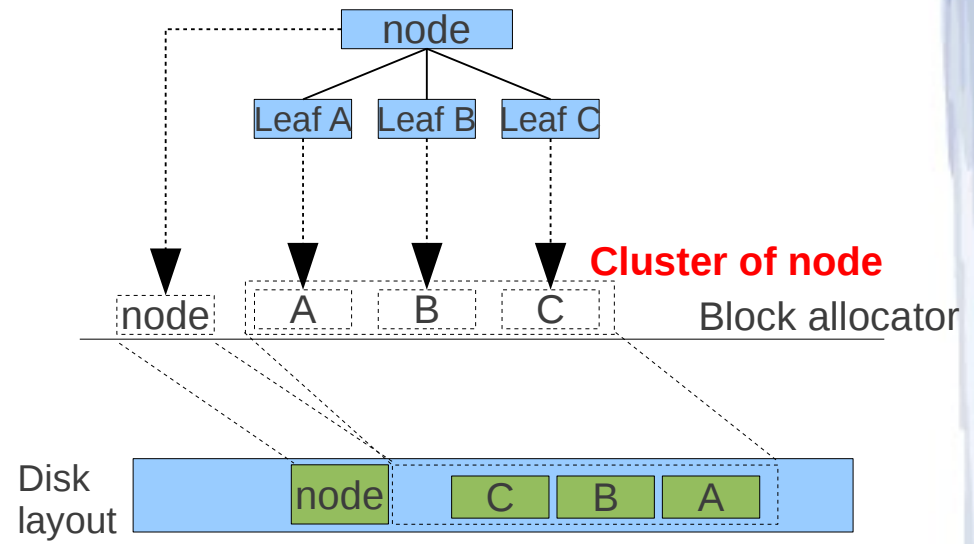 node
Leaf A Leaf B Leaf C
Cluster of node
node A B C Block allocator
Disk
layout
node C B A